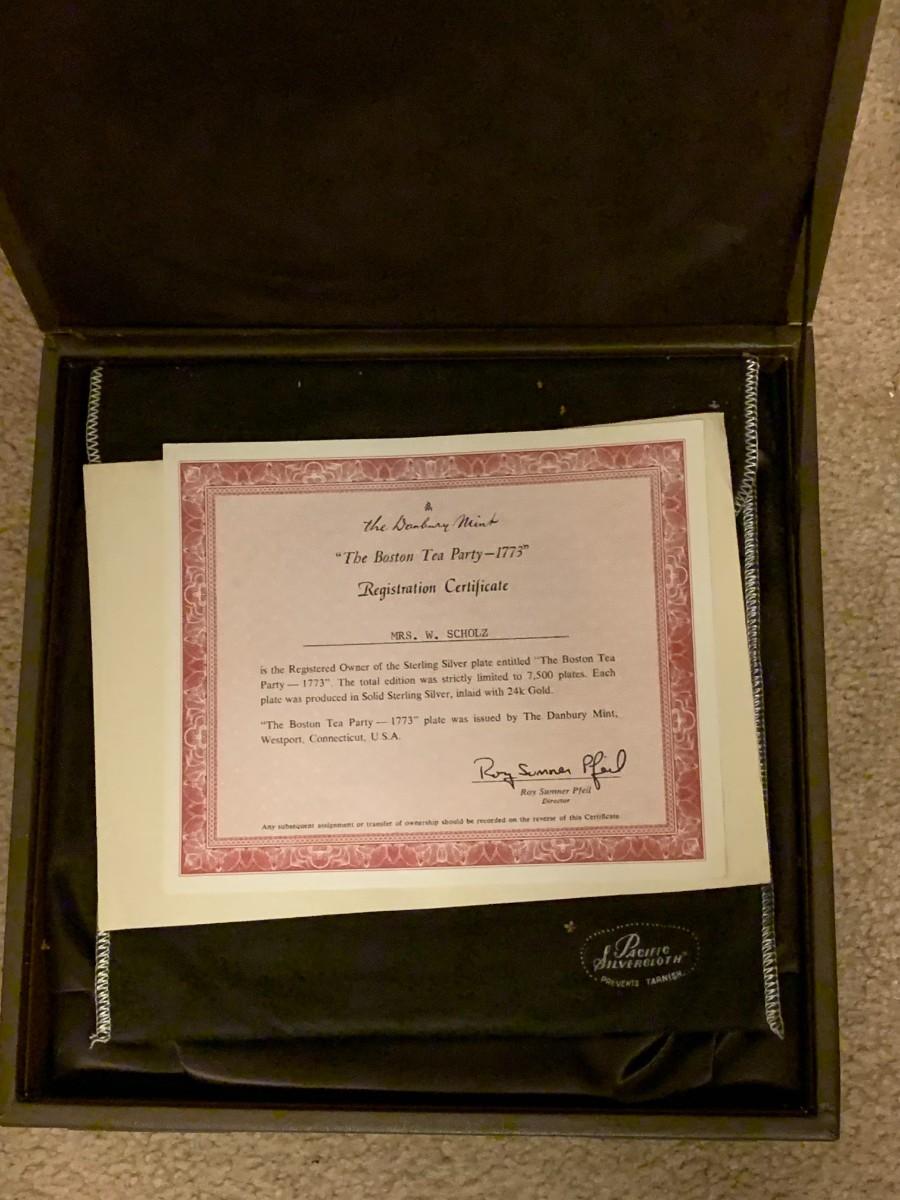 the Danbury Mint
“The Boston Tea Party—1773”
Registration Certificate
MRS. W. SCHOLZ
is the Registered Owner of the Sterling Silver plate entitled “The Boston Tea
Party — 1773”. The total edition was strictly limited to 7,500 plates. Each
plate was produced in Solid Sterling Silver, inlaid with 24k Gold.
“The Boston Tea Party — 1773” plate was issued by The Danbury Mint,
Westport, Connecticut, U.S.A.
Roy Sumner Pfeil
Roy Sumner Pfeil
Director
Any subsequent assignment or transfer of ownership should be recorded on the reverse of this Certificate
PACIFIC
SILVERCLOTH
PREVENTS TARNISH